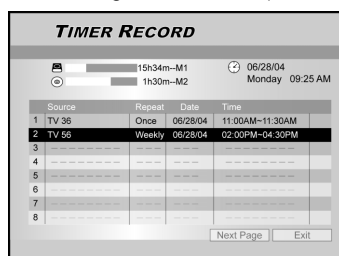 TIMER RECORD
15h34m--M1
06/28/04
1h30m--M2
Monday 09:25 AM
Source Repeat Date Time
1 TV 36 Once 06/28/04 11:00AM~11:30AM
2 TV 56 Weekly 06/28/04 02:00PM~04:30PM
3 -------- --- --- ----
4 -------- --- --- ----
5 -------- --- --- ----
6 -------- --- --- ----
7 -------- --- --- ----
8 -------- --- --- ----
Next Page Exit